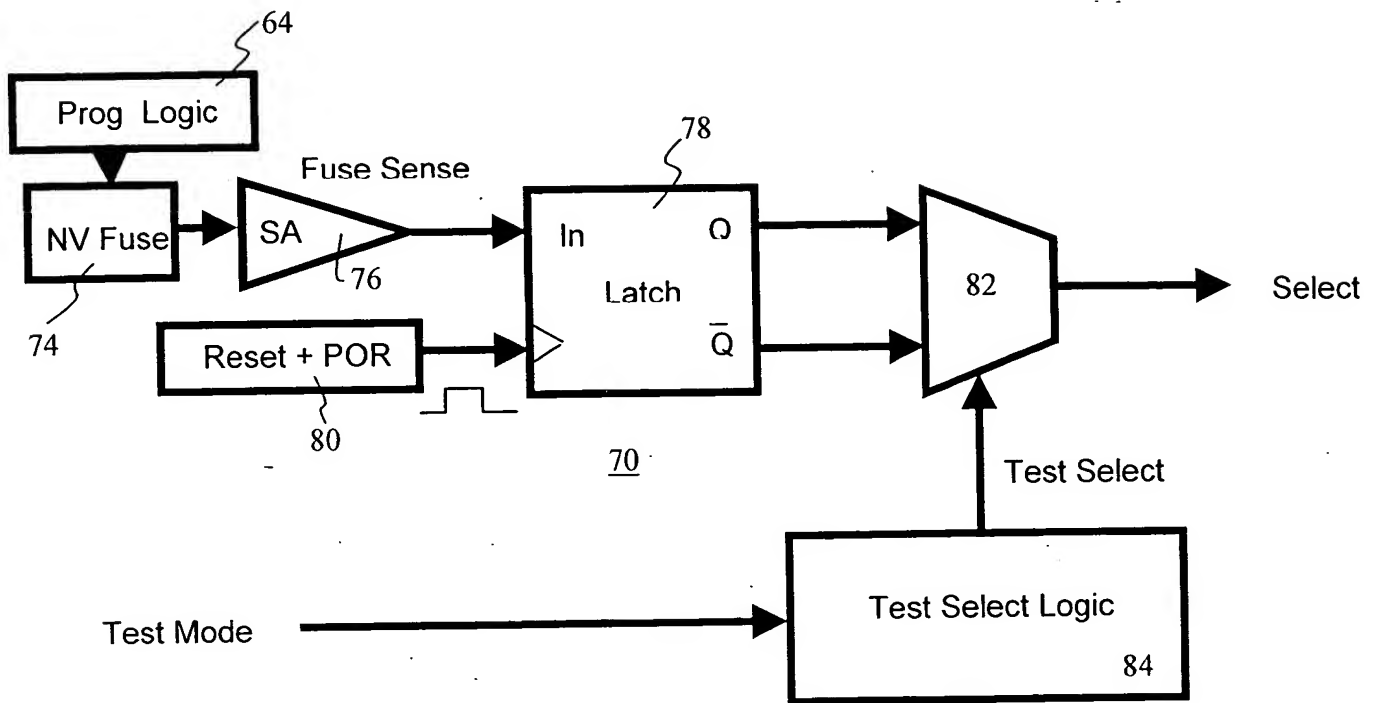 64
Prog Logic
78
Fuse Sense
NV Fuse
SA
76
In
Q
Latch
82
Select
74
Reset + POR
Q̅
80
70
Test Select
Test Mode
Test Select Logic
84